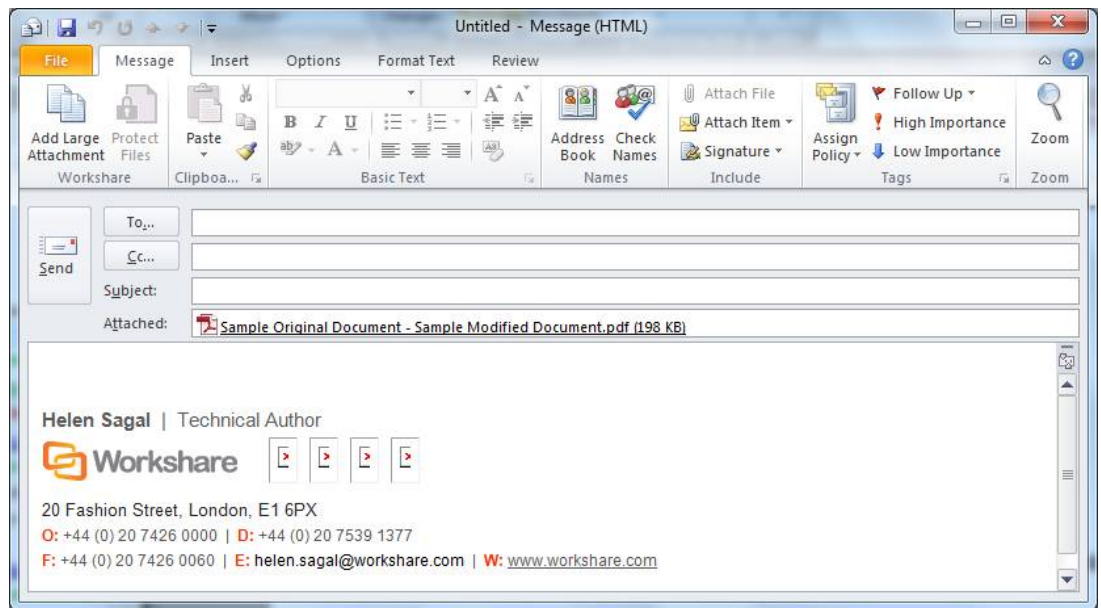 Untitled - Message (HTML)
File Message Insert Options Format Text Review
Add Large Attachment
Protect Files
Workshare
Paste
Clipboa...
B I U
Basic Text
Address Book
Check Names
Names
Attach File
Attach Item
Signature
Include
Assign Policy
Follow Up
High Importance
Low Importance
Tags
Zoom
Zoom
Send
To...
Cc...
Subject:
Attached: Sample Original Document - Sample Modified Document.pdf (198 KB)
Helen Sagal | Technical Author
Workshare
20 Fashion Street, London, E1 6PX
O: +44 (0) 20 7426 0000 | D: +44 (0) 20 7539 1377
F: +44 (0) 20 7426 0060 | E: helen.sagal@workshare.com | W: www.workshare.com